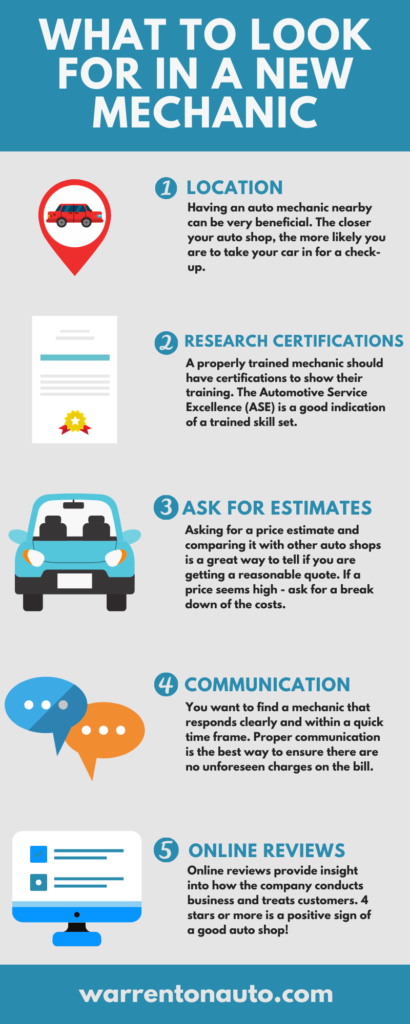 WHAT TO LOOK
FOR IN A NEW
MECHANIC
1 LOCATION
Having an auto mechanic nearby
can be very beneficial. The closer
your auto shop, the more likely you
are to take your car in for a check-
up.
2 RESEARCH CERTIFICATIONS
A properly trained mechanic should
have certifications to show their
training. The Automotive Service
Excellence (ASE) is a good indication
of a trained skill set.
3 ASK FOR ESTIMATES
Asking for a price estimate and
comparing it with other auto shops
is a great way to tell if you are
getting a reasonable quote. If a
price seems high - ask for a break
down of the costs.
4 COMMUNICATION
You want to find a mechanic that
responds clearly and within a quick
time frame. Proper communication
is the best way to ensure there are
no unforeseen charges on the bill.
5 ONLINE REVIEWS
Online reviews provide insight
into how the company conducts
business and treats customers. 4
stars or more is a positive sign of
a good auto shop!
warrentonauto.com